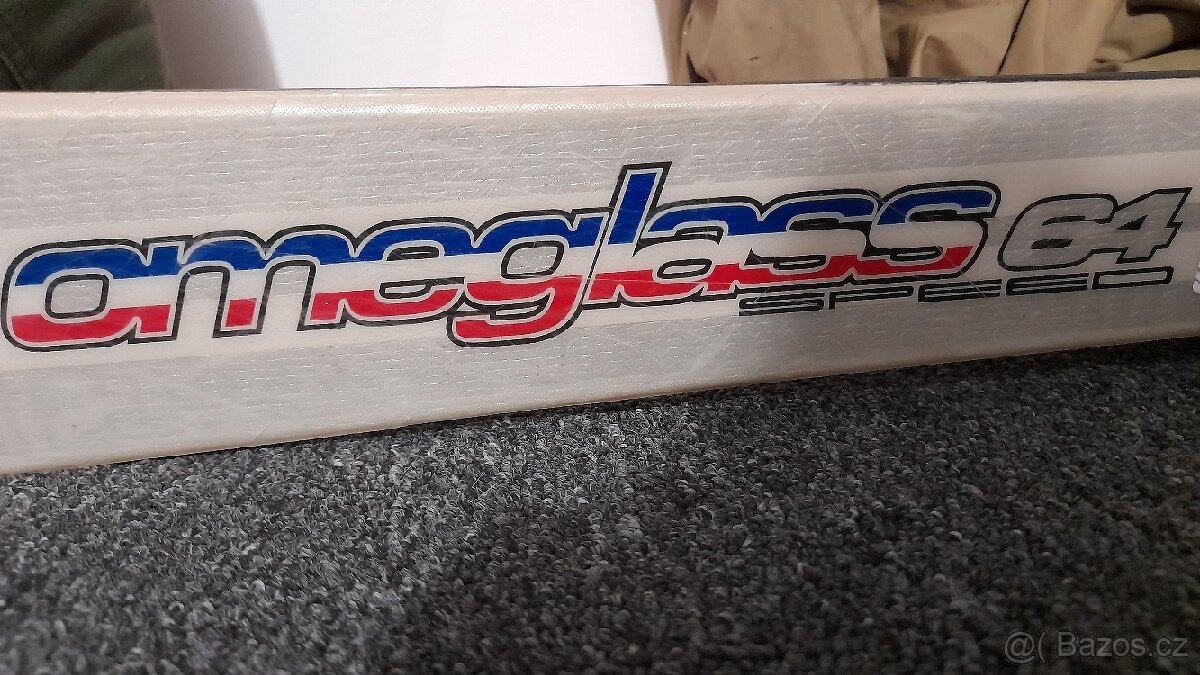 omeglass 64
SPEED
@( Bazos.cz